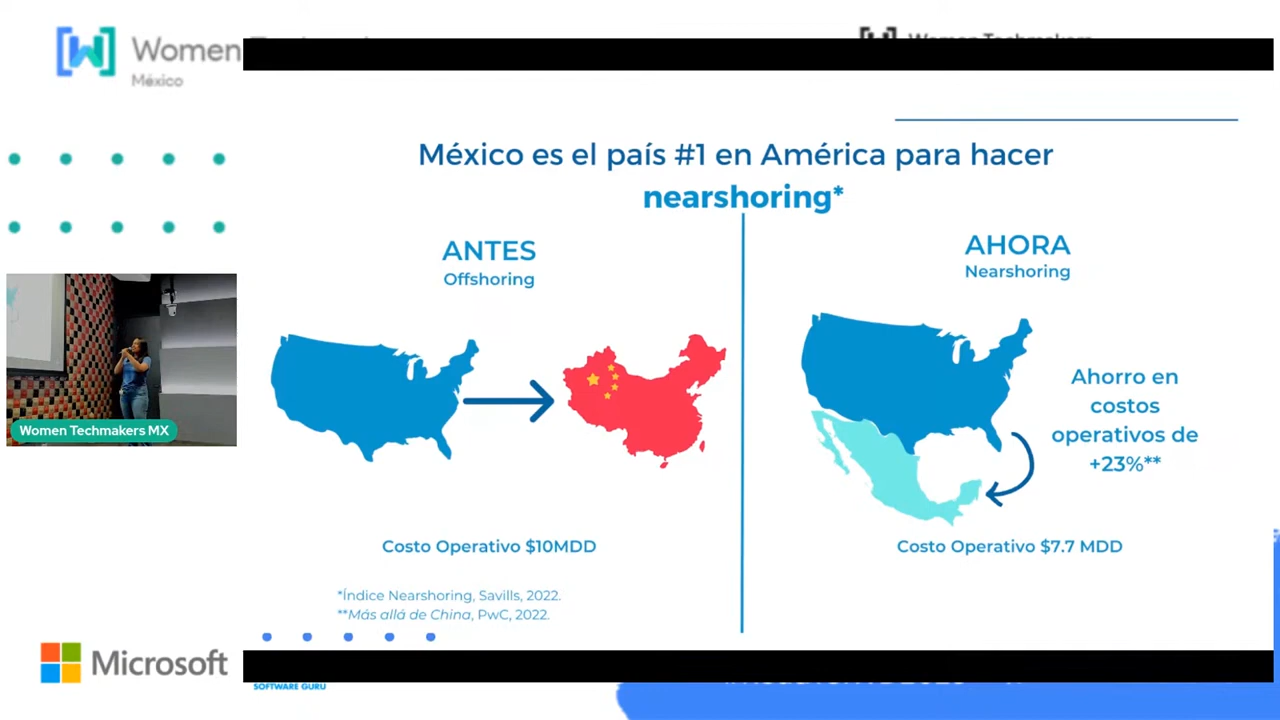 Women
México
México es el país #1 en América para hacer
nearshoring*
ANTES
Offshoring
AHORA
Nearshoring
Ahorro en
costos
operativos de
+23%**
Costo Operativo $10MDD
Costo Operativo $7.7 MDD
*Índice Nearshoring, Savills, 2022.
**Más allá de China, PwC, 2022.
Women Techmakers MX
Microsoft
SOFTWARE GURU